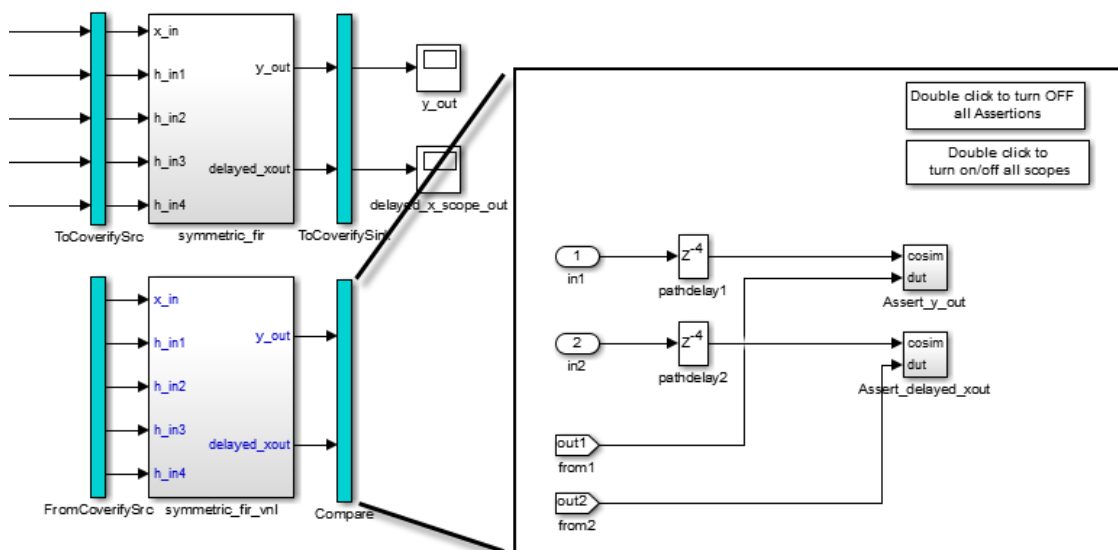 x_in
h_in1
h_in2
h_in3
h_in4
y_out
delayed_xout
ToCoverifySrc
symmetric_fir
ToCoverifySink
y_out
delayed_x_scope_out
x_in
h_in1
h_in2
h_in3
h_in4
y_out
delayed_xout
FromCoverifySrc
symmetric_fir_vnl
Compare
Double click to turn OFF
all Assertions
Double click to
turn on/off all scopes
1
in1
z-4
pathdelay1
cosim
dut
Assert_y_out
2
in2
z-4
pathdelay2
cosim
dut
Assert_delayed_xout
out1
from1
out2
from2